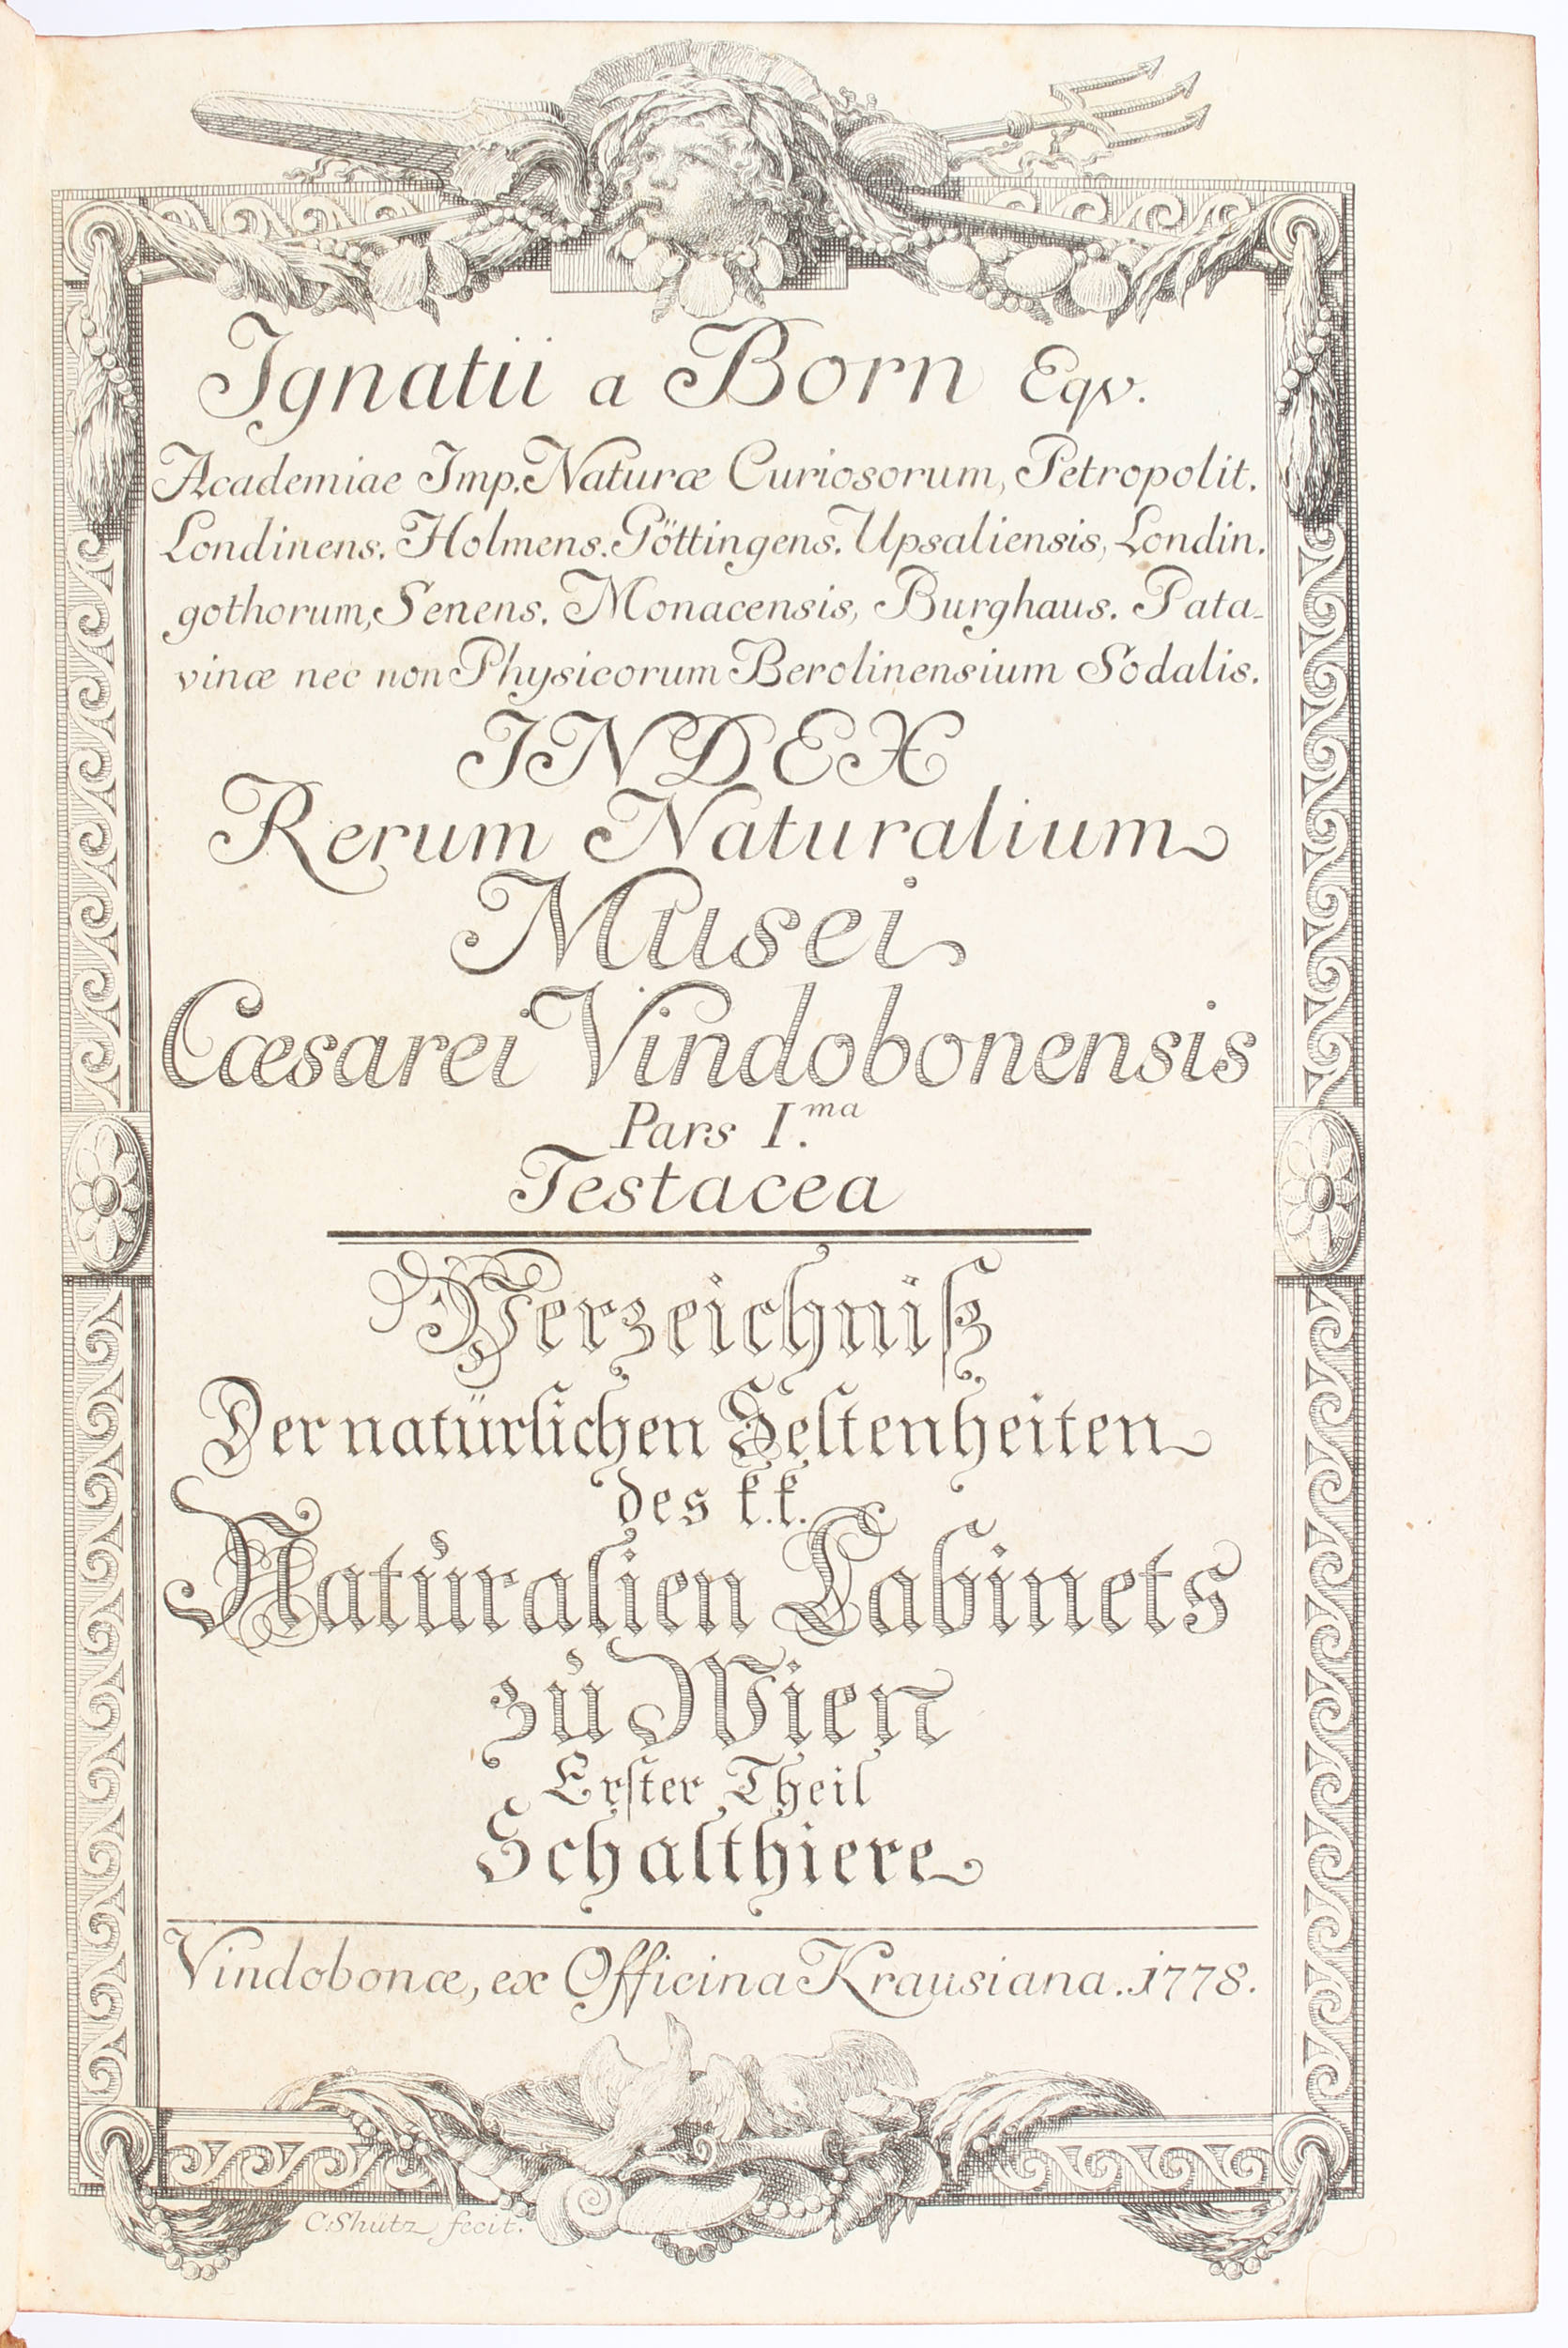 Ignatii a Born Eqv.
Academiae Imp. Naturæ Curiosorum, Petropolit.
Londinens. Holmens. Göttingens. Upsaliensis, Londin.
gothorum, Senens. Monacensis, Burghaus. Pata-
vinæ nec non Physicorum Berolinensium Sodalis.
INDEX
Rerum Naturalium
Musei
Cæsarei Vindobonensis
Pars I.ma
Testacea
Verzeichniß
Der natürlichen Seltenheiten
des k.k.
Naturalien Cabinets
zu Wien
Erster Theil
Schalthiere
Vindobonæ, ex Officina Krausiana. 1778.
C. Shütz fecit.